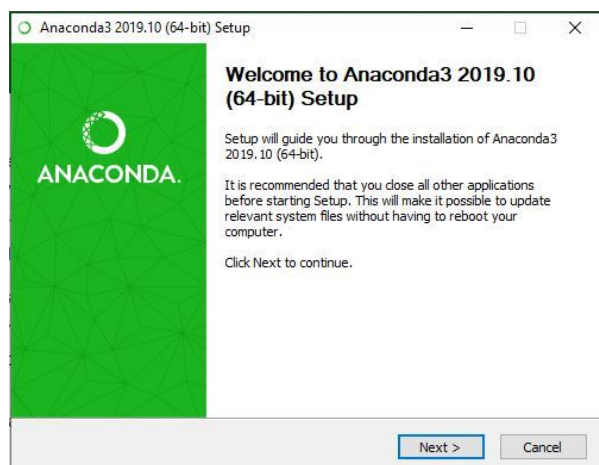 Anaconda3 2019.10 (64-bit) Setup
ANACONDA.
Welcome to Anaconda3 2019.10
(64-bit) Setup
Setup will guide you through the installation of Anaconda3
2019.10 (64-bit).
It is recommended that you close all other applications
before starting Setup. This will make it possible to update
relevant system files without having to reboot your
computer.
Click Next to continue.
Next >
Cancel